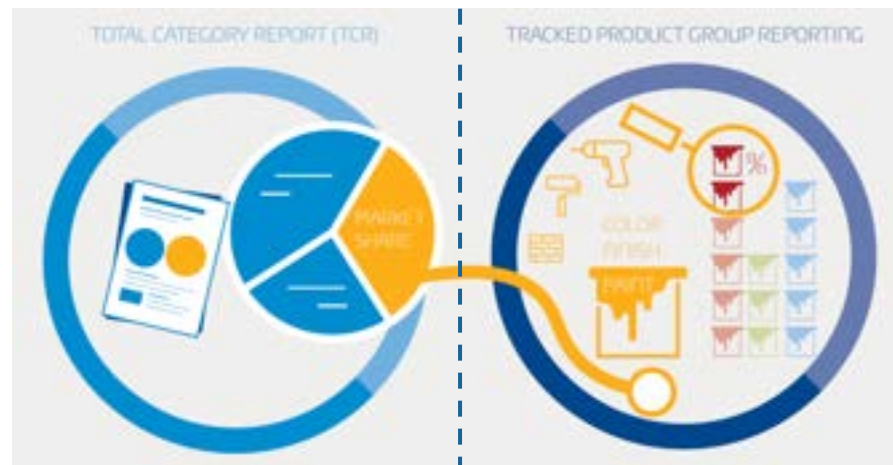 TOTAL CATEGORY REPORT (TCR)
TRACKED PRODUCT GROUP REPORTING
MARKET
SHARE
%
COLOR
FINISH
PAINT